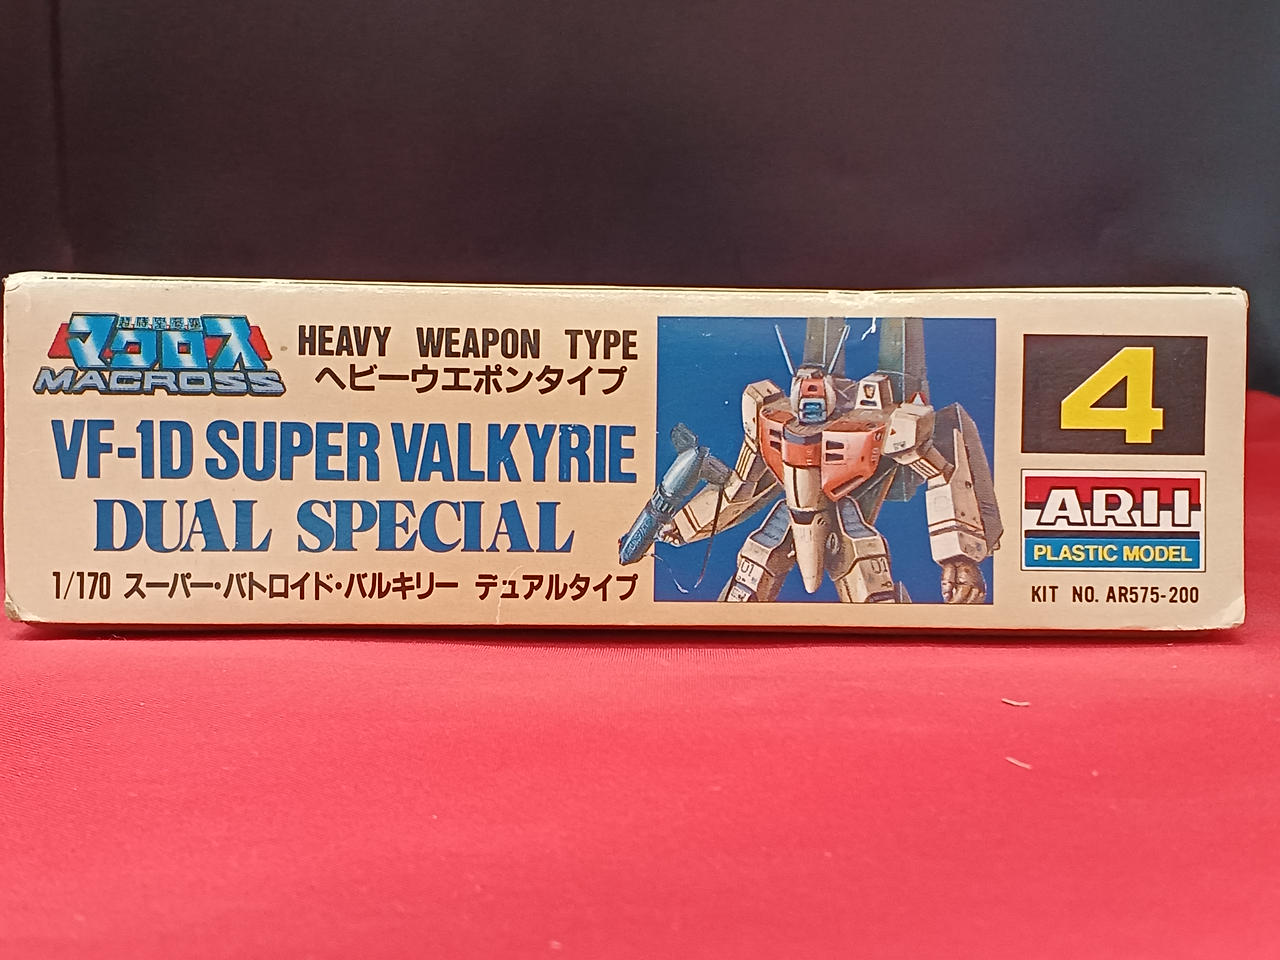 超時空要塞
マクロス
MACROSS
HEAVY WEAPON TYPE
ヘビーウエポンタイプ
VF-1D SUPER VALKYRIE
DUAL SPECIAL
1/170 スーパー・バトロイド・バルキリー デュアルタイプ
01
01
4
ARII
PLASTIC MODEL
KIT NO. AR575-200